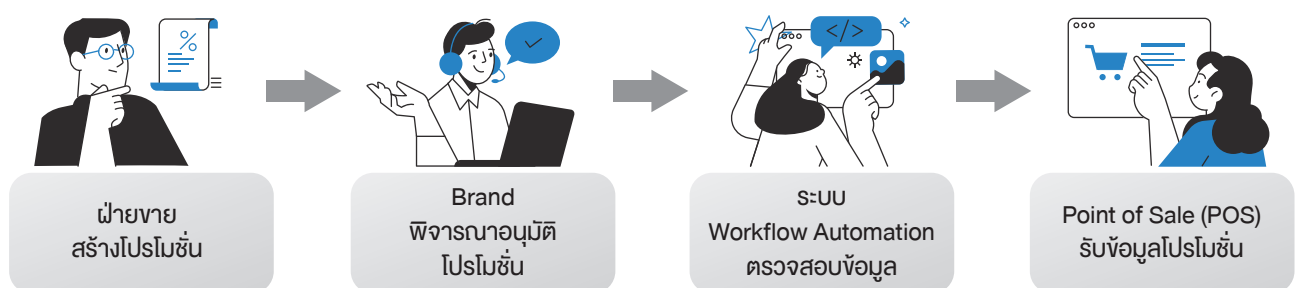 %
</>
ฝ่ายขาย
สร้างโปรโมชั่น
Brand
พิจารณาอนุมัติ
โปรโมชั่น
ระบบ
Workflow Automation
ตรวจสอบข้อมูล
Point of Sale (POS)
รับข้อมูลโปรโมชั่น